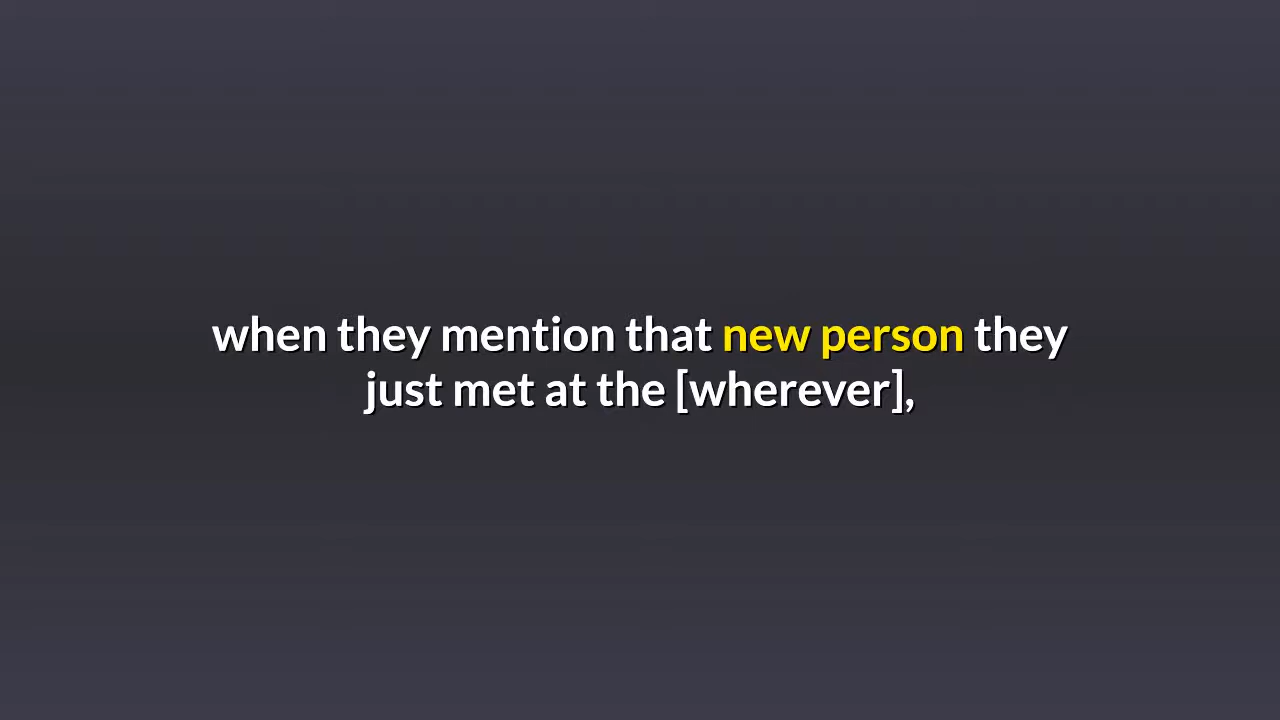 when they mention that new person they
just met at the [wherever],